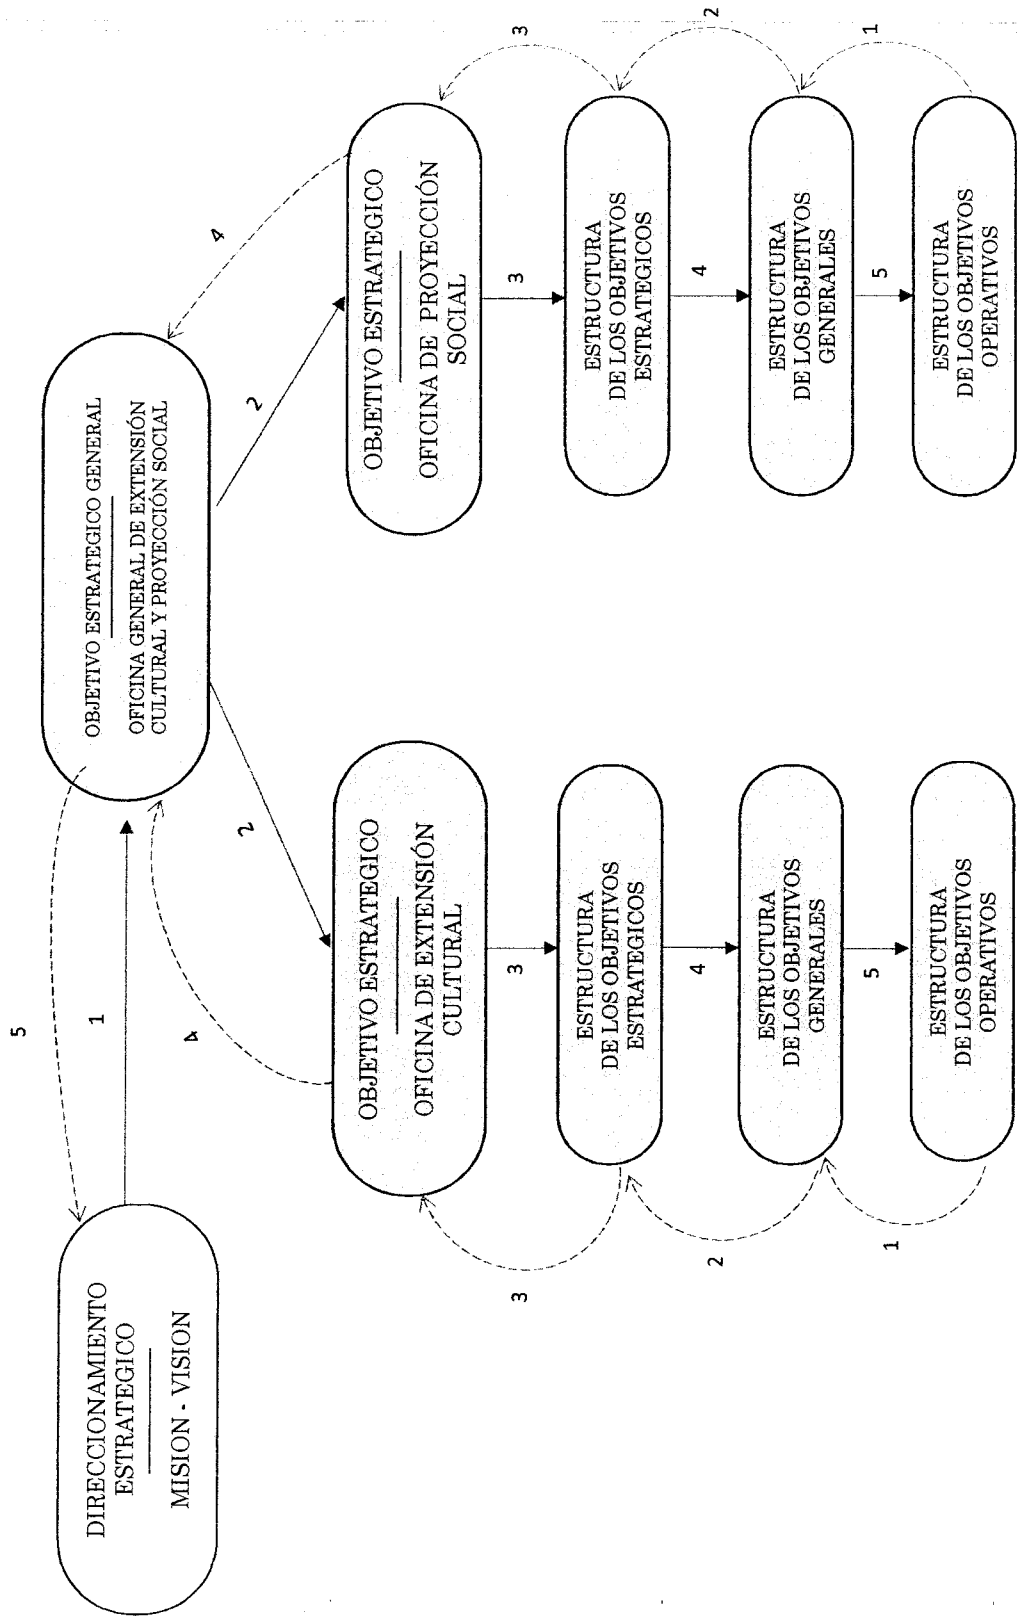 DIRECCIONAMIENTO
ESTRATEGICO
MISION - VISION
5
1
OBJETIVO ESTRATEGICO GENERAL
OFICINA GENERAL DE EXTENSIÓN
CULTURAL Y PROYECCIÓN SOCIAL
4
2
2
4
OBJETIVO ESTRATEGICO
OFICINA DE EXTENSIÓN
CULTURAL
3
3
ESTRUCTURA
DE LOS OBJETIVOS
ESTRATEGICOS
2
4
ESTRUCTURA
DE LOS OBJETIVOS
GENERALES
1
5
ESTRUCTURA
DE LOS OBJETIVOS
OPERATIVOS
OBJETIVO ESTRATEGICO
OFICINA DE PROYECCIÓN
SOCIAL
3
3
ESTRUCTURA
DE LOS OBJETIVOS
ESTRATEGICOS
4
2
ESTRUCTURA
DE LOS OBJETIVOS
GENERALES
5
1
ESTRUCTURA
DE LOS OBJETIVOS
OPERATIVOS